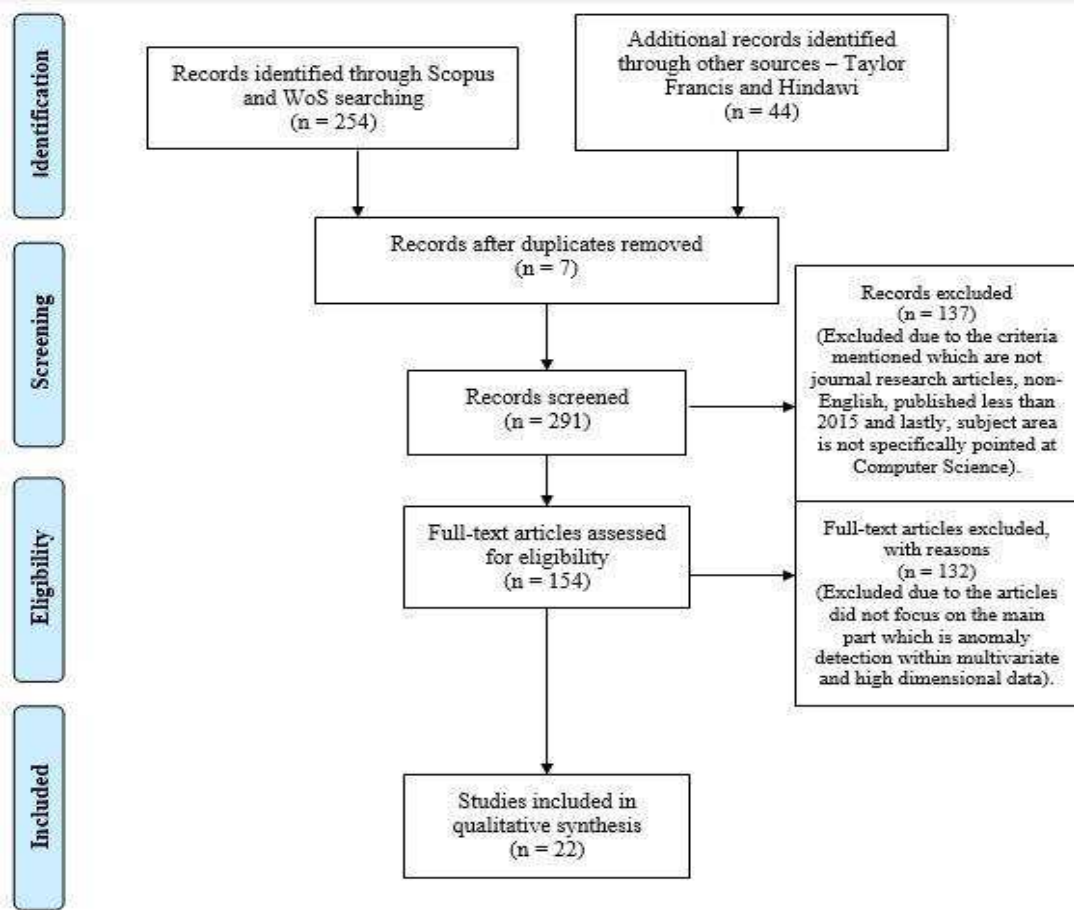 Identification
Records identified through Scopus
and WoS searching
(n = 254)
Additional records identified
through other sources – Taylor
Francis and Hindawi
(n = 44)
Records after duplicates removed
(n = 7)
Screening
Records screened
(n = 291)
Records excluded
(n = 137)
(Excluded due to the criteria
mentioned which are not
journal research articles, non-
English, published less than
2015 and lastly, subject area
is not specifically pointed at
Computer Science).
Eligibility
Full-text articles assessed
for eligibility
(n = 154)
Full-text articles excluded,
with reasons
(n = 132)
(Excluded due to the articles
did not focus on the main
part which is anomaly
detection within multivariate
and high dimensional data).
Included
Studies included in
qualitative synthesis
(n = 22)